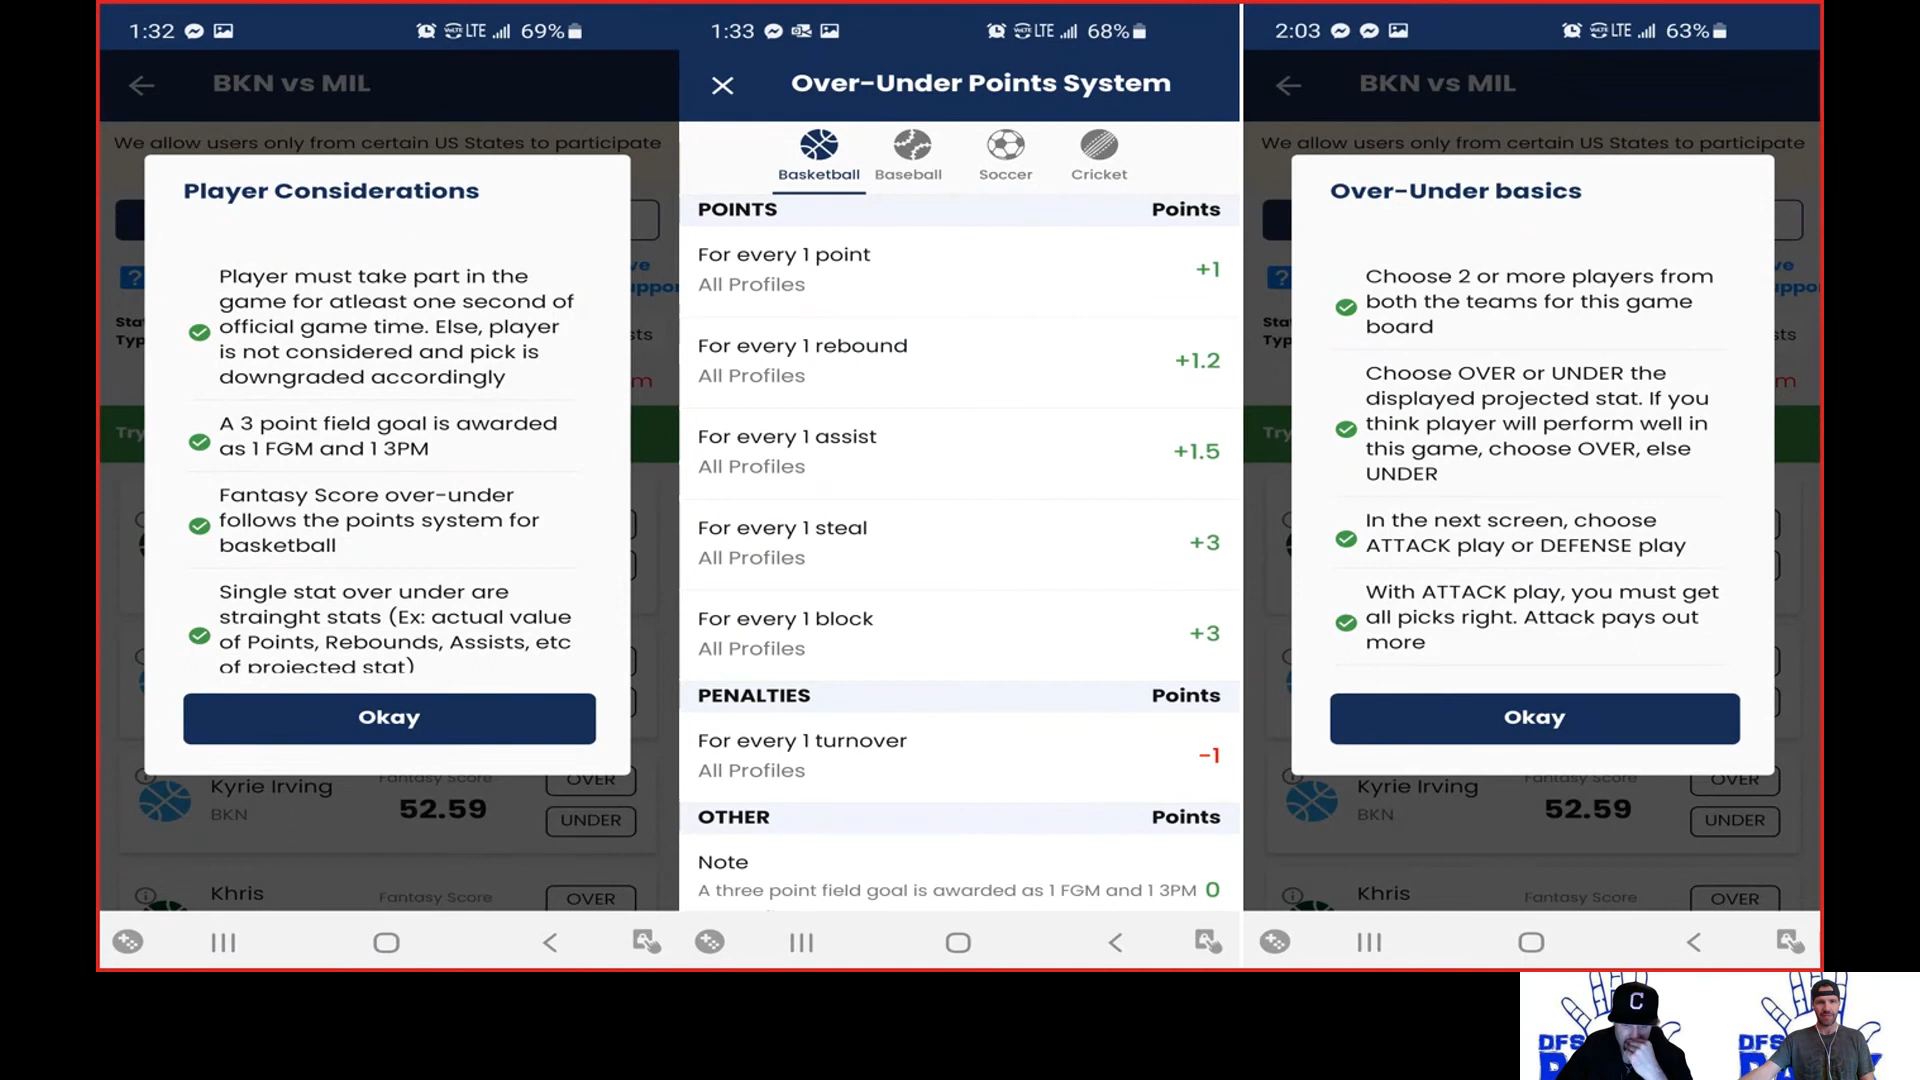 1:32
LTE
69%
BKN vs MIL
We allow users only from certain US States to participate
Player Considerations
Player must take part in the
game for atleast one second of
official game time. Else, player
is not considered and pick is
downgraded accordingly
A 3 point field goal is awarded
as 1 FGM and 1 3PM
Fantasy Score over-under
follows the points system for
basketball
Single stat over under are
strainght stats (Ex: actual value
of Points, Rebounds, Assists, etc
of projected stat)
Okay
Kyrie Irving
BKN
Fantasy Score
52.59
OVER
UNDER
Khris
Fantasy Score
OVER
1:33
LTE
68%
Over-Under Points System
Basketball
Baseball
Soccer
Cricket
POINTS Points
For every 1 point
All Profiles
+1
For every 1 rebound
All Profiles
+1.2
For every 1 assist
All Profiles
+1.5
For every 1 steal
All Profiles
+3
For every 1 block
All Profiles
+3
PENALTIES Points
For every 1 turnover
All Profiles
-1
OTHER Points
Note
A three point field goal is awarded as 1 FGM and 1 3PM 0
2:03
LTE
63%
BKN vs MIL
We allow users only from certain US States to participate
Over-Under basics
Choose 2 or more players from
both the teams for this game
board
Choose OVER or UNDER the
displayed projected stat. If you
think player will perform well in
this game, choose OVER, else
UNDER
In the next screen, choose
ATTACK play or DEFENSE play
With ATTACK play, you must get
all picks right. Attack pays out
more
Okay
Kyrie Irving
BKN
Fantasy Score
52.59
OVER
UNDER
Khris
Fantasy Score
OVER
C
DFS
DFS